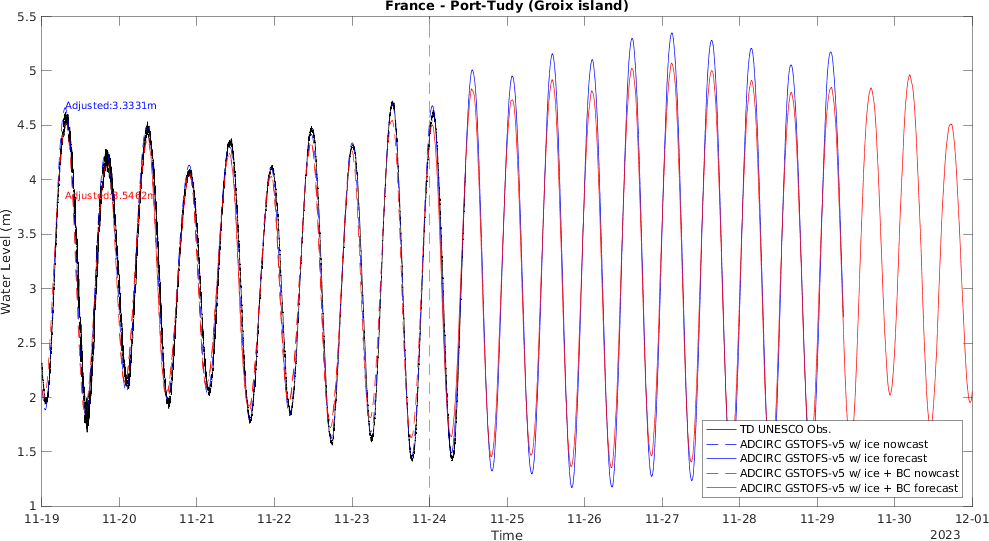 France - Port-Tudy (Groix island)
5.5
5
4.5
4
3.5
3
2.5
2
1.5
1
Water Level (m)
Adjusted:3.3331m
Adjusted:3.5462m
TD UNESCO Obs.
ADCIRC GSTOFS-v5 w/ ice nowcast
ADCIRC GSTOFS-v5 w/ ice forecast
ADCIRC GSTOFS-v5 w/ ice + BC nowcast
ADCIRC GSTOFS-v5 w/ ice + BC forecast
11-19 11-20 11-21 11-22 11-23 11-24 11-25 11-26 11-27 11-28 11-29 11-30 12-01
Time
2023